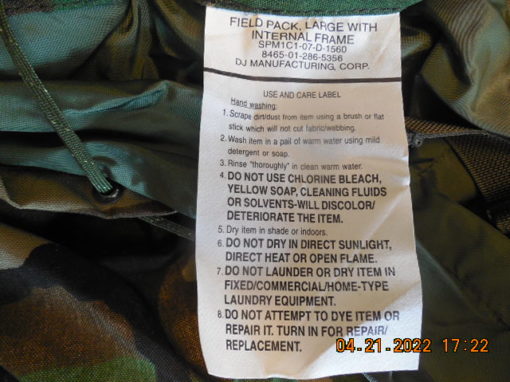 FIELD PACK, LARGE WITH
INTERNAL FRAME
SPM1C1-07-D-1560
8465-01-286-5356
DJ MANUFACTURING, CORP.
USE AND CARE LABEL
Hand washing:
1. Scrape dirt/dust from item using a brush or flat
stick which will not cut fabric/webbing.
2. Wash item in a pail of warm water using mild
detergent or soap.
3. Rinse "thoroughly" in clean warm water.
4. DO NOT USE CHLORINE BLEACH,
YELLOW SOAP, CLEANING FLUIDS
OR SOLVENTS-WILL DISCOLOR/
DETERIORATE THE ITEM.
5. Dry item in shade or indoors.
6. DO NOT DRY IN DIRECT SUNLIGHT,
DIRECT HEAT OR OPEN FLAME.
7. DO NOT LAUNDER OR DRY ITEM IN
FIXED/COMMERCIAL/HOME-TYPE
LAUNDRY EQUIPMENT.
8. DO NOT ATTEMPT TO DYE ITEM OR
REPAIR IT. TURN IN FOR REPAIR/
REPLACEMENT.
04-21-2022 17:22